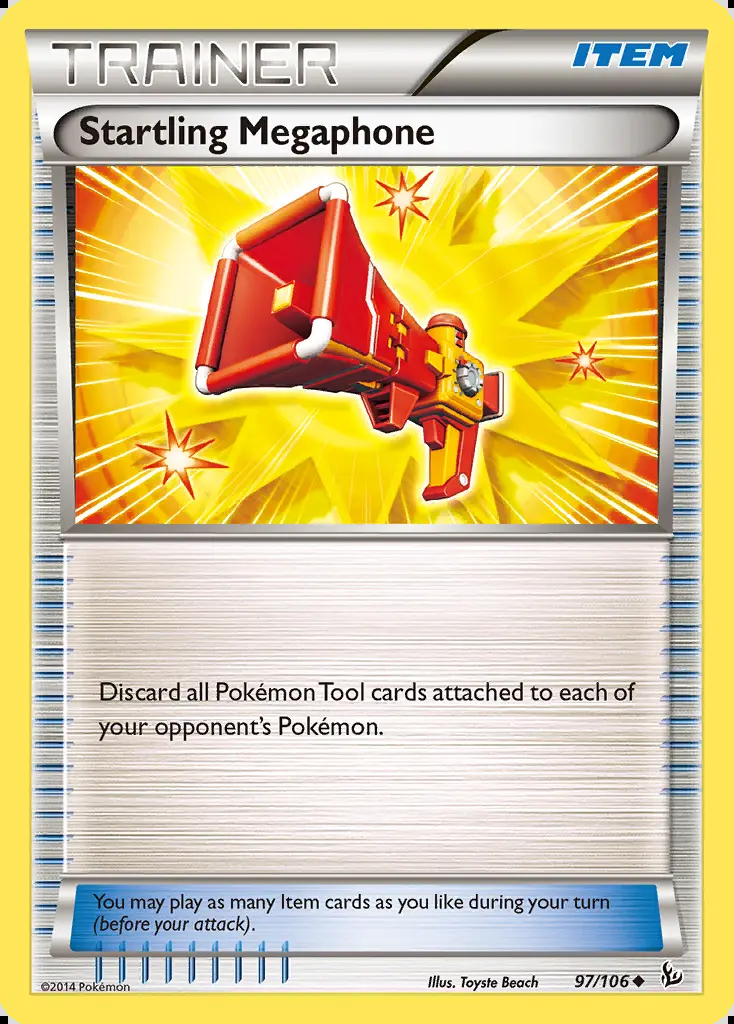 TRAINER
ITEM
Startling Megaphone
Discard all Pokémon Tool cards attached to each of
your opponent's Pokémon.
You may play as many Item cards as you like during your turn
(before your attack).
©2014 Pokémon
Illus. Toyste Beach
97/106